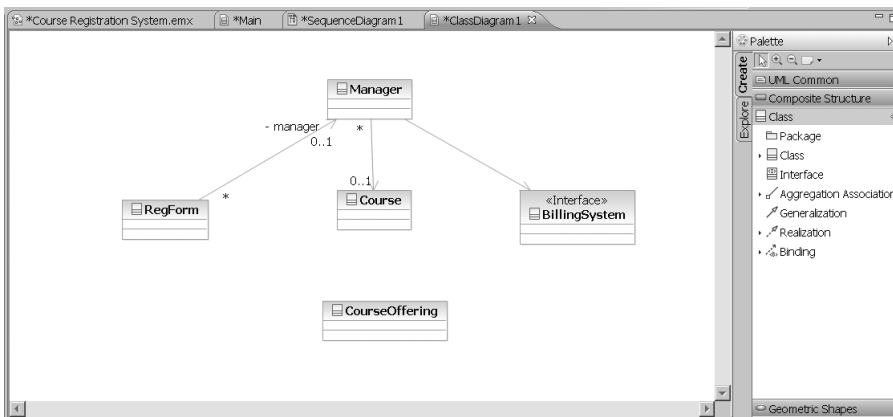 *Course Registration System.emx
*Main
*SequenceDiagram1
*ClassDiagram1
Palette
Create
Explore
UML Common
Composite Structure
Class
Package
Class
Interface
Aggregation Association
Generalization
Realization
Binding
Geometric Shapes
Manager
- manager
0..1
*
*
0..1
RegForm
Course
«Interface»
BillingSystem
CourseOffering